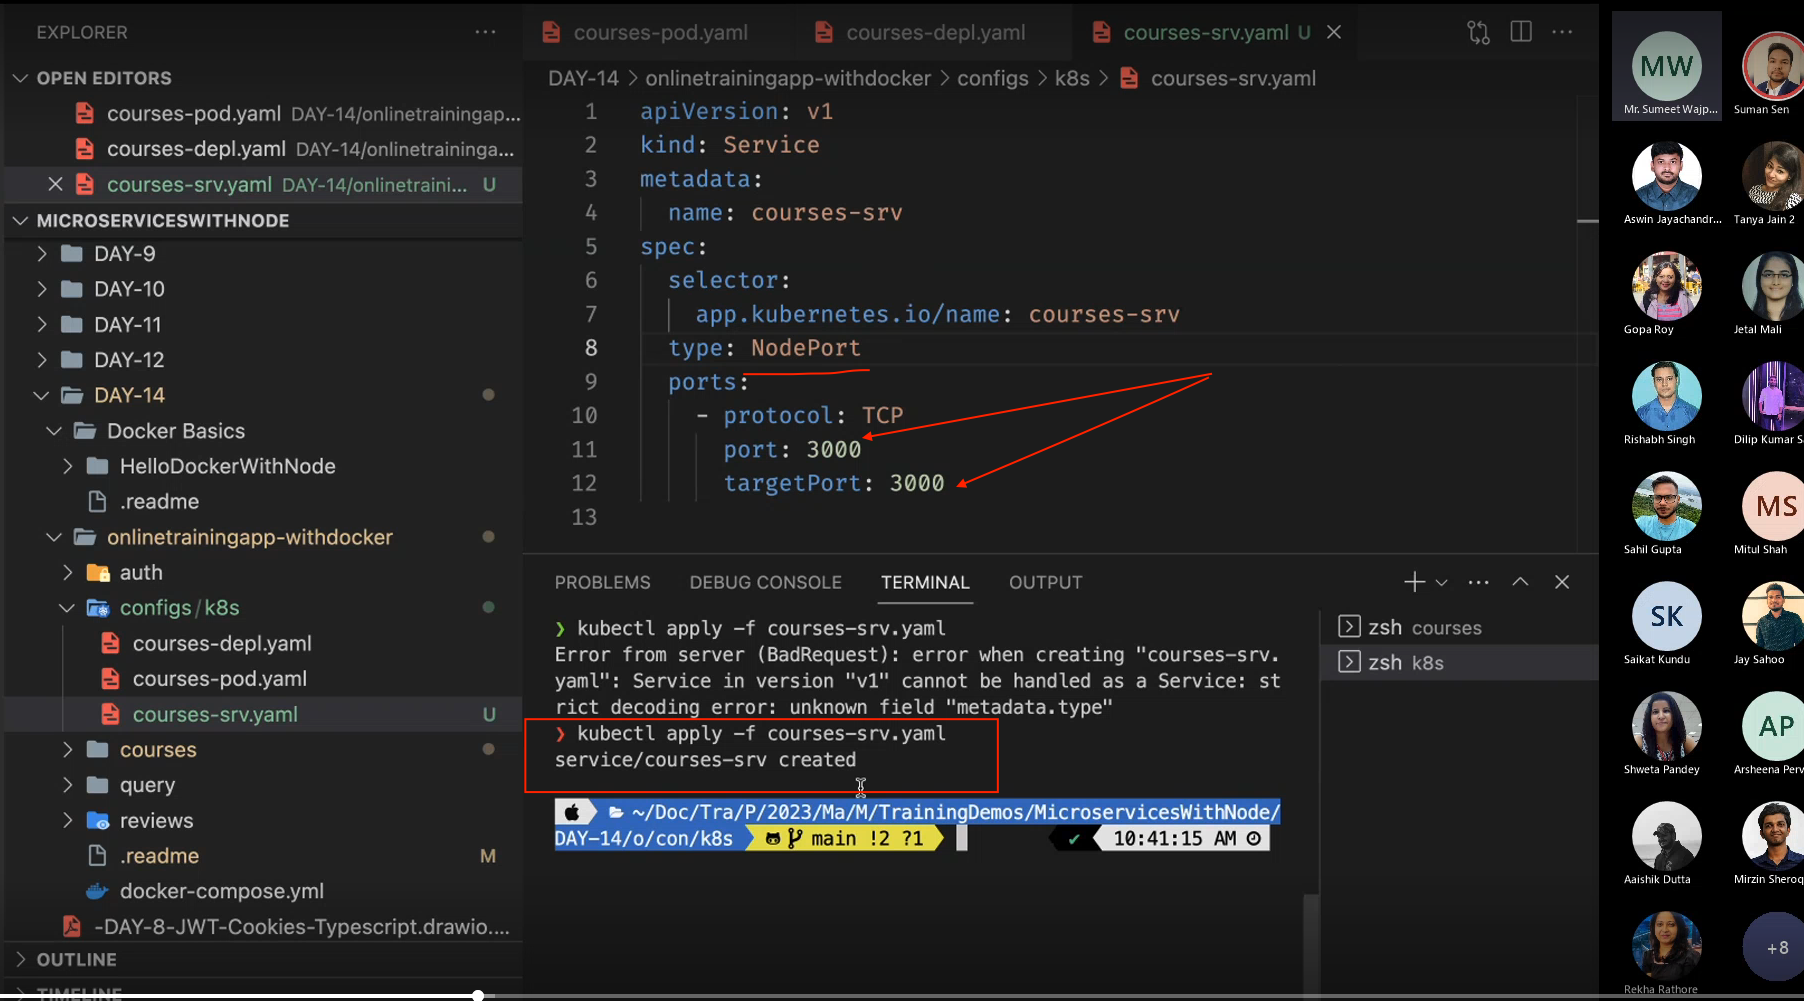 EXPLORER
OPEN EDITORS
courses-pod.yaml DAY-14/onlinetrainingap...
courses-depl.yaml DAY-14/onlinetraininga...
courses-srv.yaml DAY-14/onlinetraini... U
MICROSERVICESWITHNODE
DAY-9
DAY-10
DAY-11
DAY-12
DAY-14
Docker Basics
HelloDockerWithNode
.readme
onlinetrainingapp-withdocker
auth
configs/k8s
courses-depl.yaml
courses-pod.yaml
courses-srv.yaml U
courses
query
reviews
.readme M
docker-compose.yml
-DAY-8-JWT-Cookies-Typescript.drawio....
OUTLINE
TIMELINE
courses-pod.yaml courses-depl.yaml courses-srv.yaml U
DAY-14 > onlinetrainingapp-withdocker > configs > k8s > courses-srv.yaml
1 apiVersion: v1
2 kind: Service
3 metadata:
4 name: courses-srv
5 spec:
6 selector:
7 app.kubernetes.io/name: courses-srv
8 type: NodePort
9 ports:
10 - protocol: TCP
11 port: 3000
12 targetPort: 3000
13
PROBLEMS DEBUG CONSOLE TERMINAL OUTPUT
❯ kubectl apply -f courses-srv.yaml
Error from server (BadRequest): error when creating "courses-srv.
yaml": Service in version "v1" cannot be handled as a Service: st
rict decoding error: unknown field "metadata.type"
❯ kubectl apply -f courses-srv.yaml
service/courses-srv created
~/Doc/Tra/P/2023/Ma/M/TrainingDemos/MicroservicesWithNode/
DAY-14/o/con/k8s main !2 ?1 ✔ 10:41:15 AM
zsh courses
zsh k8s
MW
Mr. Sumeet Wajp... Suman Sen
Aswin Jayachandr... Tanya Jain 2
Gopa Roy Jetal Mali
Rishabh Singh Dilip Kumar S
MS
Sahil Gupta Mitul Shah
SK
Saikat Kundu Jay Sahoo
AP
Shweta Pandey Arsheena Perv
Aaishik Dutta Mirzin Sheroq
+8
Rekha Rathore